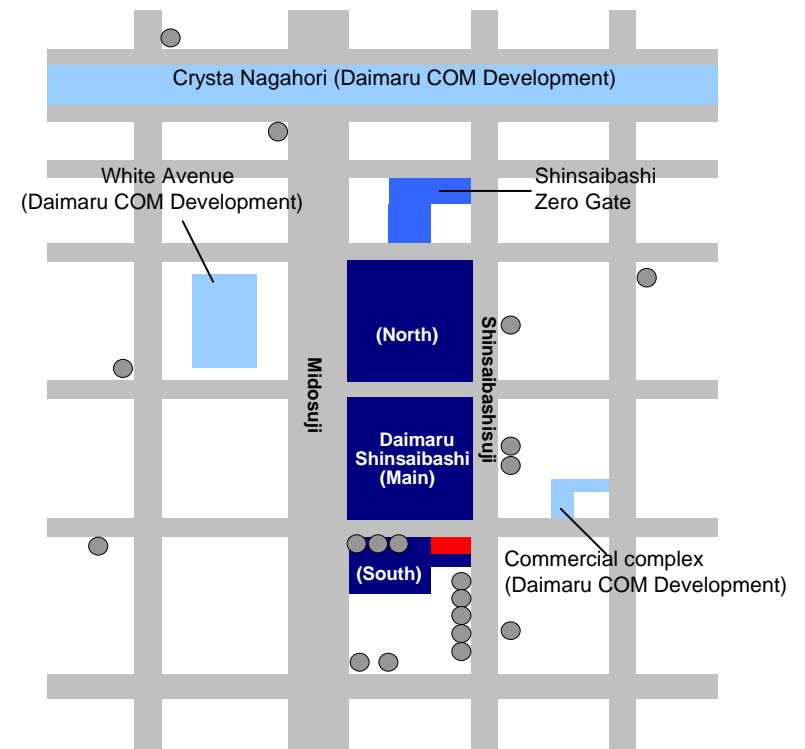 Crysta Nagahori (Daimaru COM Development)
White Avenue
(Daimaru COM Development)
Shinsaibashi
Zero Gate
(North)
Shinsaibashisuji
Midosuji
Daimaru
Shinsaibashi
(Main)
(South)
Commercial complex
(Daimaru COM Development)